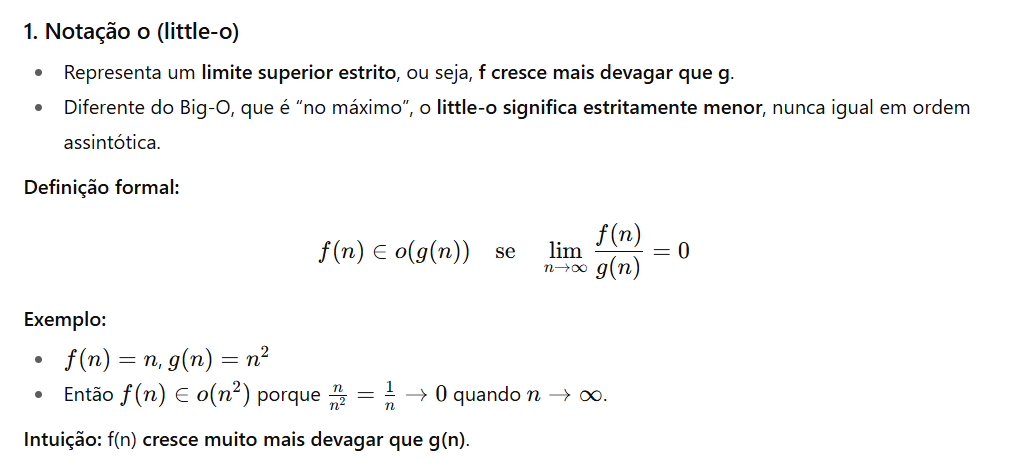 1. Notação o (little-o)
• Representa um limite superior estrito, ou seja, f cresce mais devagar que g.
• Diferente do Big-O, que é “no máximo”, o little-o significa estritamente menor, nunca igual em ordem
assintótica.
Definição formal:
f(n) ∈ o(g(n)) se lim n→∞ f(n)/g(n) = 0
Exemplo:
• f(n) = n, g(n) = n²
• Então f(n) ∈ o(n²) porque n/n² = 1/n → 0 quando n → ∞.
Intuição: f(n) cresce muito mais devagar que g(n).